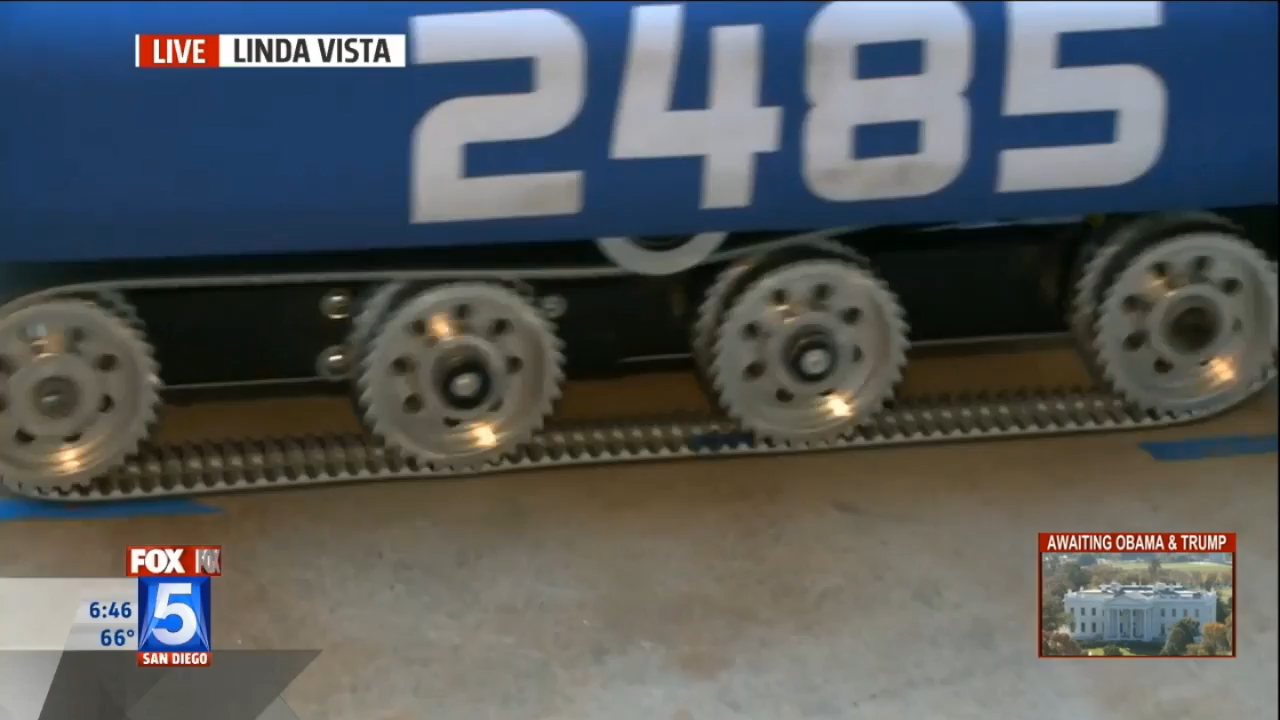 LIVE LINDA VISTA
2485
AWAITING OBAMA & TRUMP
FOX
6:46
66°
5
SAN DIEGO